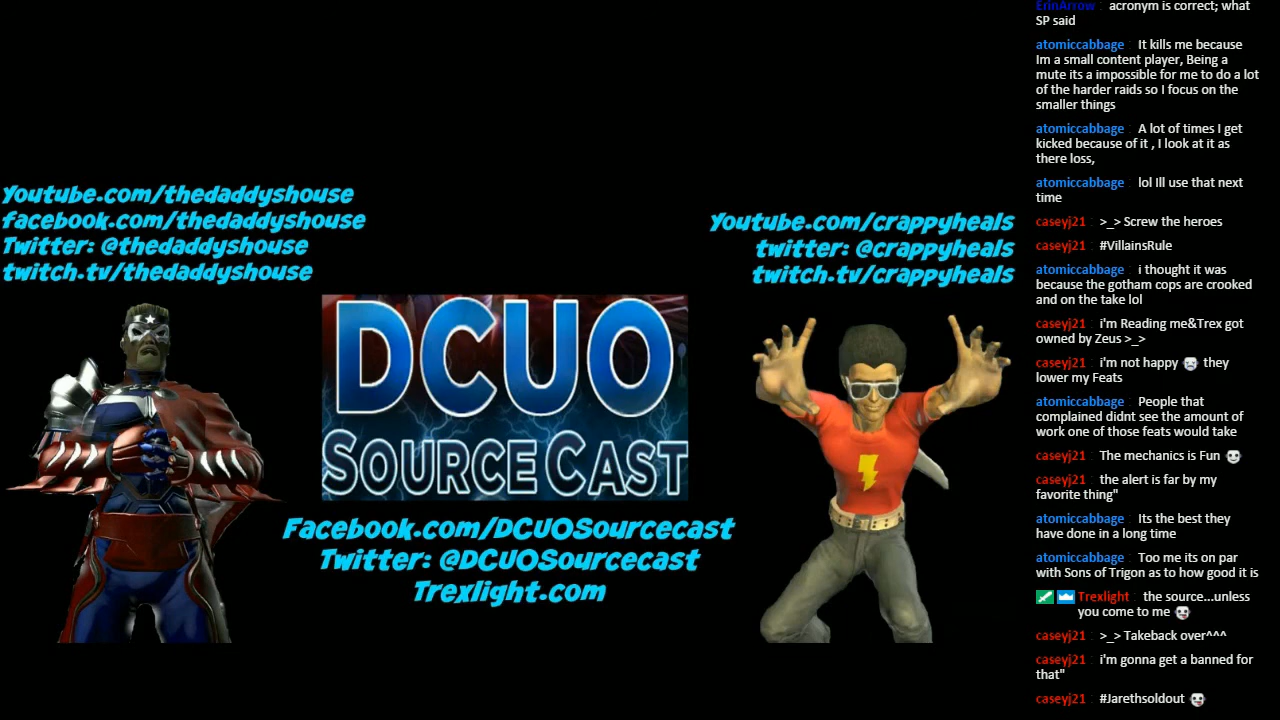 Youtube.com/thedaddyshouse
facebook.com/thedaddyshouse
Twitter: @thedaddyshouse
twitch.tv/thedaddyshouse
Youtube.com/crappyheals
twitter: @crappyheals
twitch.tv/crappyheals
DCUO
SOURCE CAST
Facebook.com/DCUOSourcecast
Twitter: @DCUOSourcecast
Trexlight.com
ErinArrow : acronym is correct; what
SP said
atomiccabbage : It kills me because
Im a small content player, Being a
mute its a impossible for me to do a lot
of the harder raids so I focus on the
smaller things
atomiccabbage : A lot of times I get
kicked because of it , I look at it as
there loss,
atomiccabbage : lol Ill use that next
time
caseyj21 : >_> Screw the heroes
caseyj21 : #VillainsRule
atomiccabbage : i thought it was
because the gotham cops are crooked
and on the take lol
caseyj21 : i'm Reading me&Trex got
owned by Zeus >_>
caseyj21 : i'm not happy they
lower my Feats
atomiccabbage : People that
complained didnt see the amount of
work one of those feats would take
caseyj21 : The mechanics is Fun
caseyj21 : the alert is far by my
favorite thing"
atomiccabbage : Its the best they
have done in a long time
atomiccabbage : Too me its on par
with Sons of Trigon as to how good it is
Trexlight : the source...unless
you come to me
caseyj21 : >_> Takeback over^^^
caseyj21 : i'm gonna get a banned for
that"
caseyj21 : #Jarethsoldout